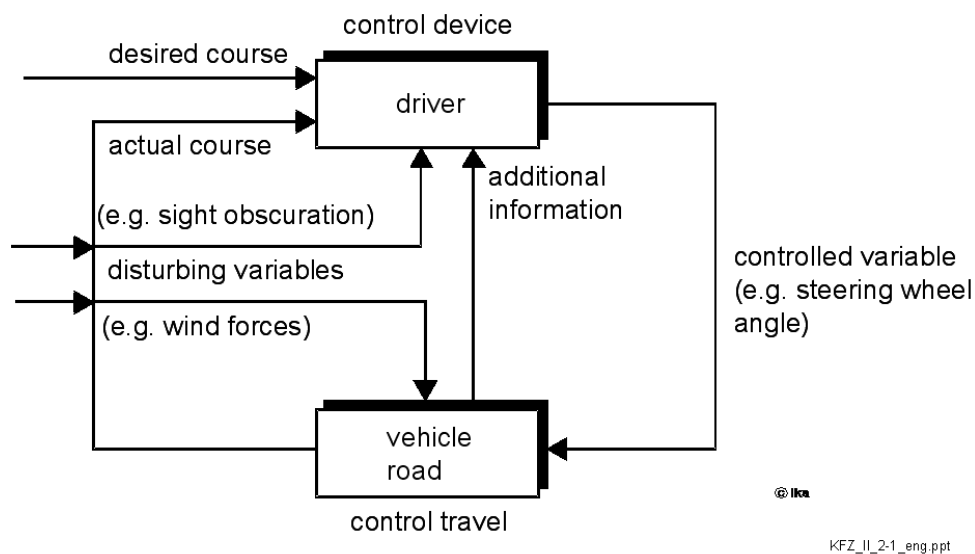 control device
desired course
driver
actual course
additional
information
(e.g. sight obscuration)
disturbing variables
(e.g. wind forces)
controlled variable
(e.g. steering wheel
angle)
vehicle
road
control travel
© ika
KFZ_II_2-1_eng.ppt